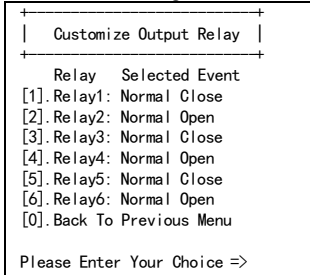 +--------------------------+
|   Customize Output Relay   |
+--------------------------+
Relay   Selected Event
[1].Relay1: Normal Close
[2].Relay2: Normal Open
[3].Relay3: Normal Close
[4].Relay4: Normal Open
[5].Relay5: Normal Close
[6].Relay6: Normal Open
[0].Back To Previous Menu
Please Enter Your Choice =>